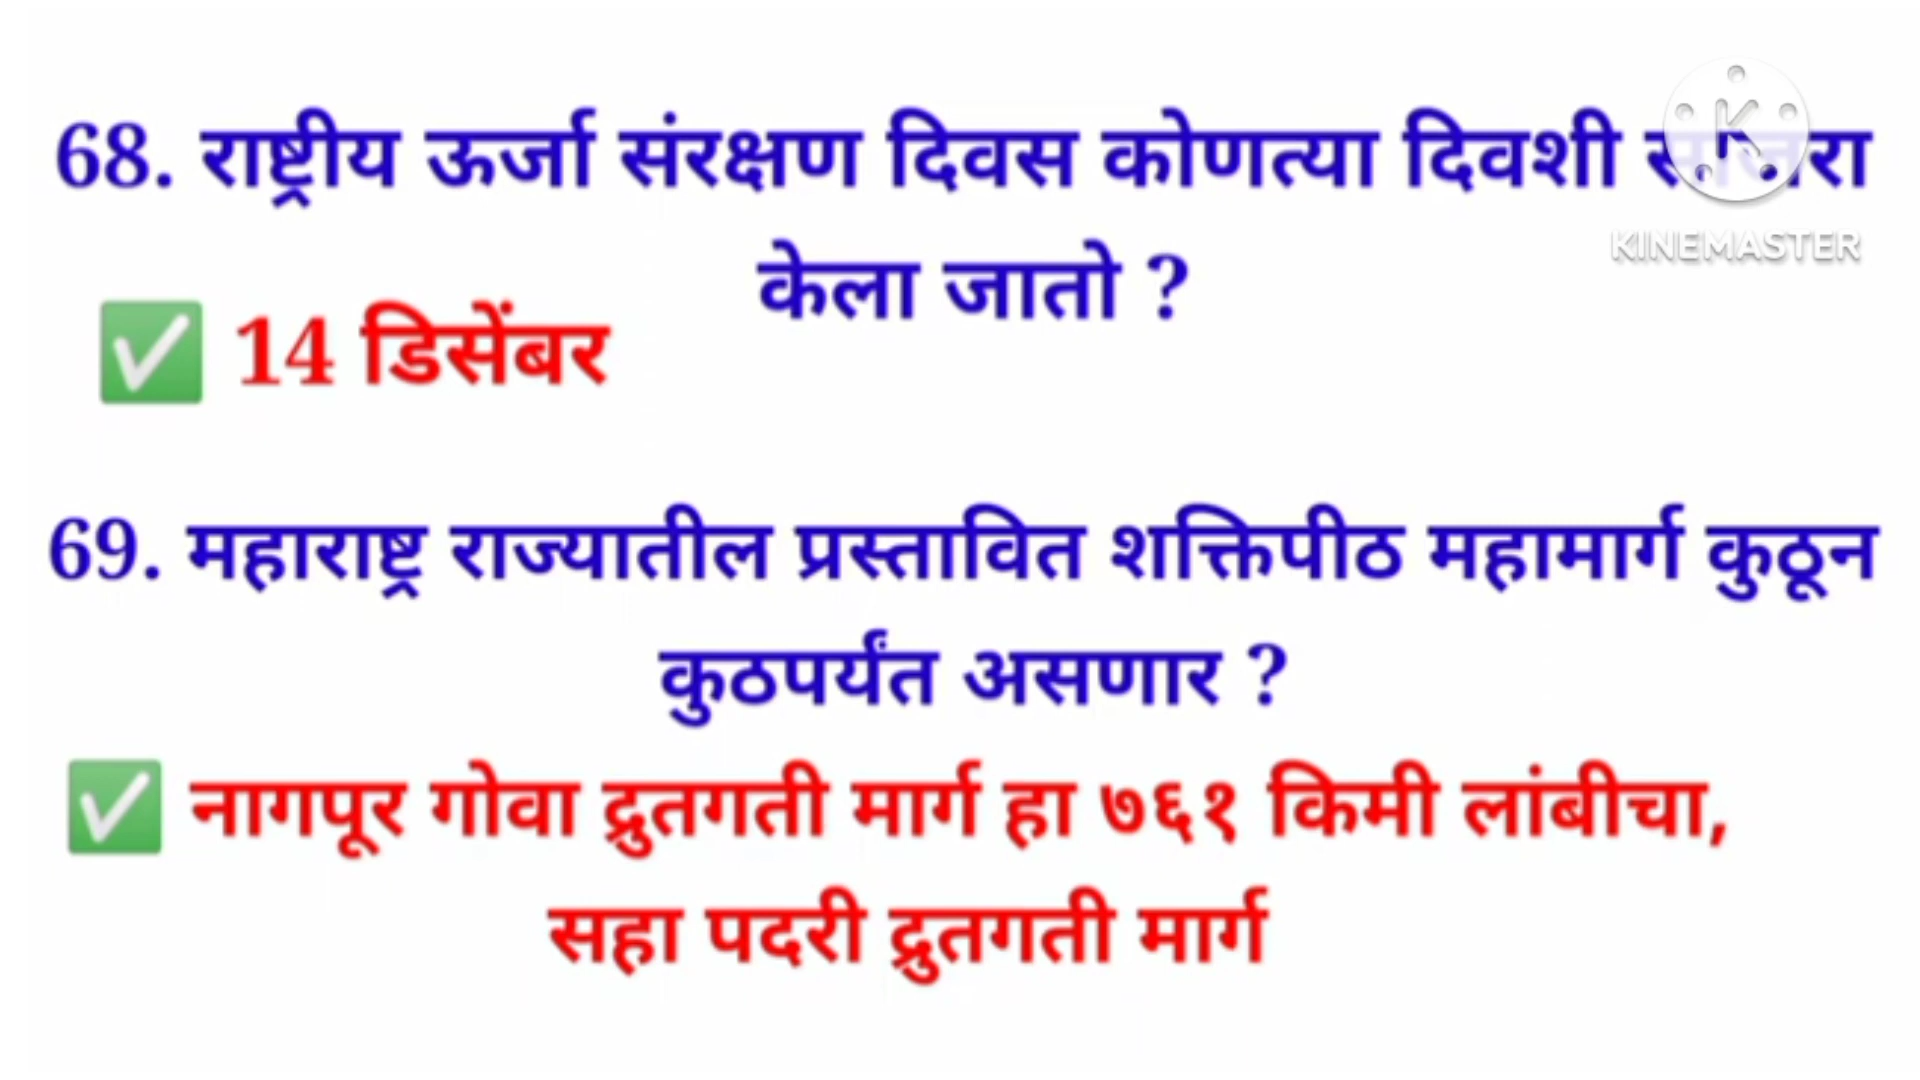 68. राष्ट्रीय ऊर्जा संरक्षण दिवस कोणत्या दिवशी साजरा
केला जातो ?
KINEMASTER
✅ 14 डिसेंबर
69. महाराष्ट्र राज्यातील प्रस्तावित शक्तिपीठ महामार्ग कुठून
कुठपर्यंत असणार ?
✅ नागपूर गोवा द्रुतगती मार्ग हा ७६१ किमी लांबीचा,
सहा पदरी द्रुतगती मार्ग